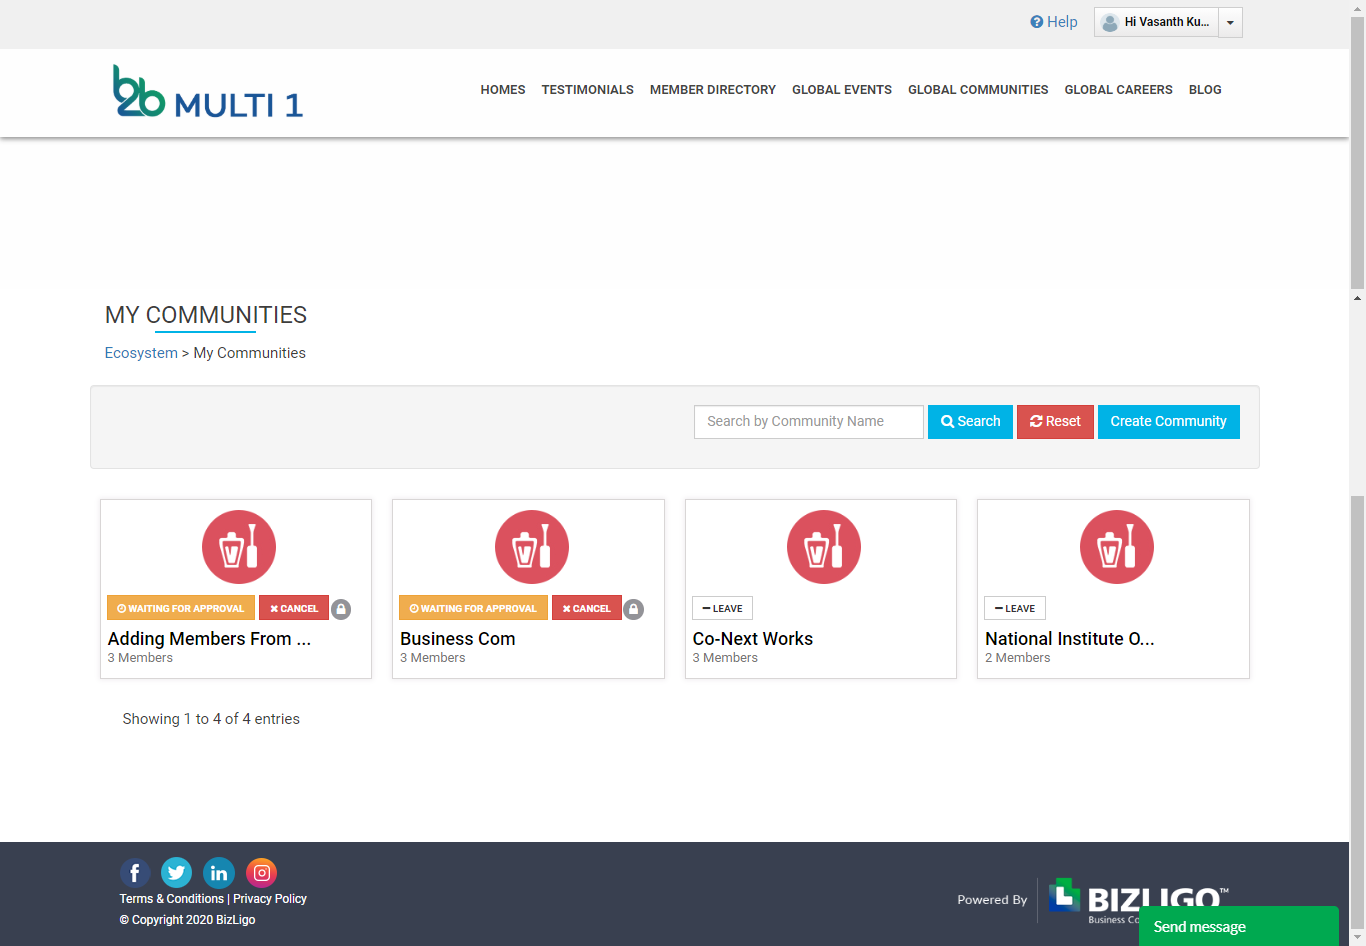 Help
Hi Vasanth Ku...
b2b MULTI 1
HOMES TESTIMONIALS MEMBER DIRECTORY GLOBAL EVENTS GLOBAL COMMUNITIES GLOBAL CAREERS BLOG
MY COMMUNITIES
Ecosystem > My Communities
Search by Community Name Search Reset Create Community
WAITING FOR APPROVAL CANCEL
Adding Members From ...
3 Members
WAITING FOR APPROVAL CANCEL
Business Com
3 Members
LEAVE
Co-Next Works
3 Members
LEAVE
National Institute O...
2 Members
Showing 1 to 4 of 4 entries
Terms & Conditions | Privacy Policy
© Copyright 2020 BizLigo
Powered By
BIZLIGO™
Business
Send message